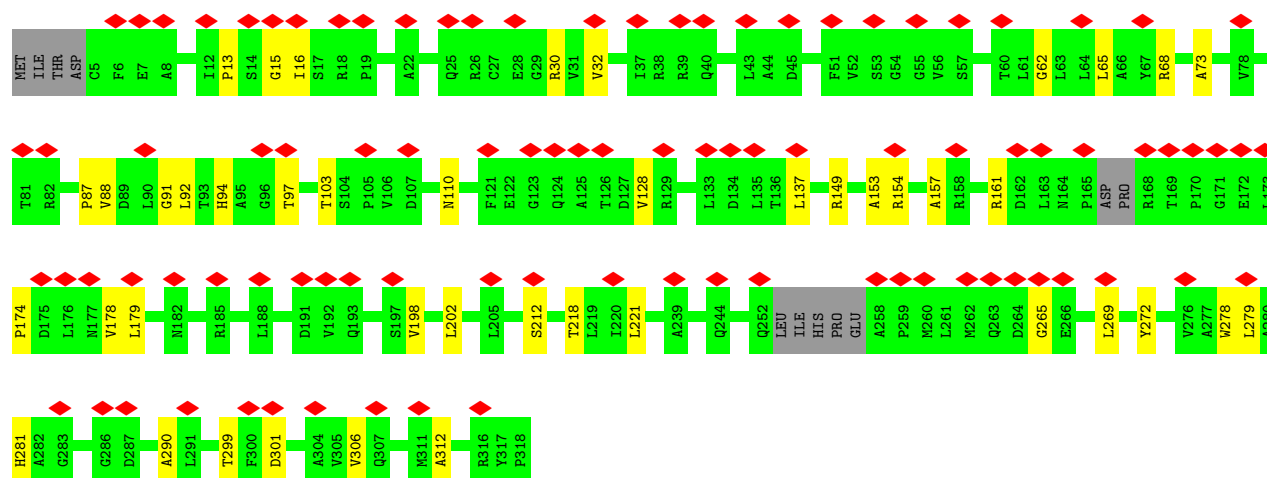 MET ILE THR ASP C5 F6 E7 A8 I12 P13 S14 G15 I16 S17 R18 P19 A22 Q25 R26 C27 E28 G29 R30 V31 V32 I37 R38 R39 Q40 L43 A44 D45 F51 V52 S53 G54 G55 V56 S57 T60 L61 G62 L63 L64 L65 A66 Y67 R68 A73 V78
T81 R82 P87 V88 D89 L90 G91 L92 T93 H94 A95 G96 T97 T103 S104 P105 V106 D107 N110 F121 E122 G123 Q124 A125 T126 D127 V128 R129 L133 D134 L135 T136 L137 R149 A153 R154 A157 R158 R161 D162 L163 N164 P165 ASP PRO R168 T169 P170 G171 E172
P174 D175 L176 N177 V178 L179 N182 R185 L188 D191 V192 Q193 S197 V198 L202 L205 S212 T218 L219 I220 L221 A239 Q244 Q252 LEU ILE HIS PRO GLU A258 P259 M260 L261 M262 Q263 D264 G265 E266 L269 Y272 V276 A277 W278 L279
H281 A282 G283 G286 D287 A290 L291 T299 F300 D301 A304 V305 V306 Q307 M311 A312 R316 Y317 P318